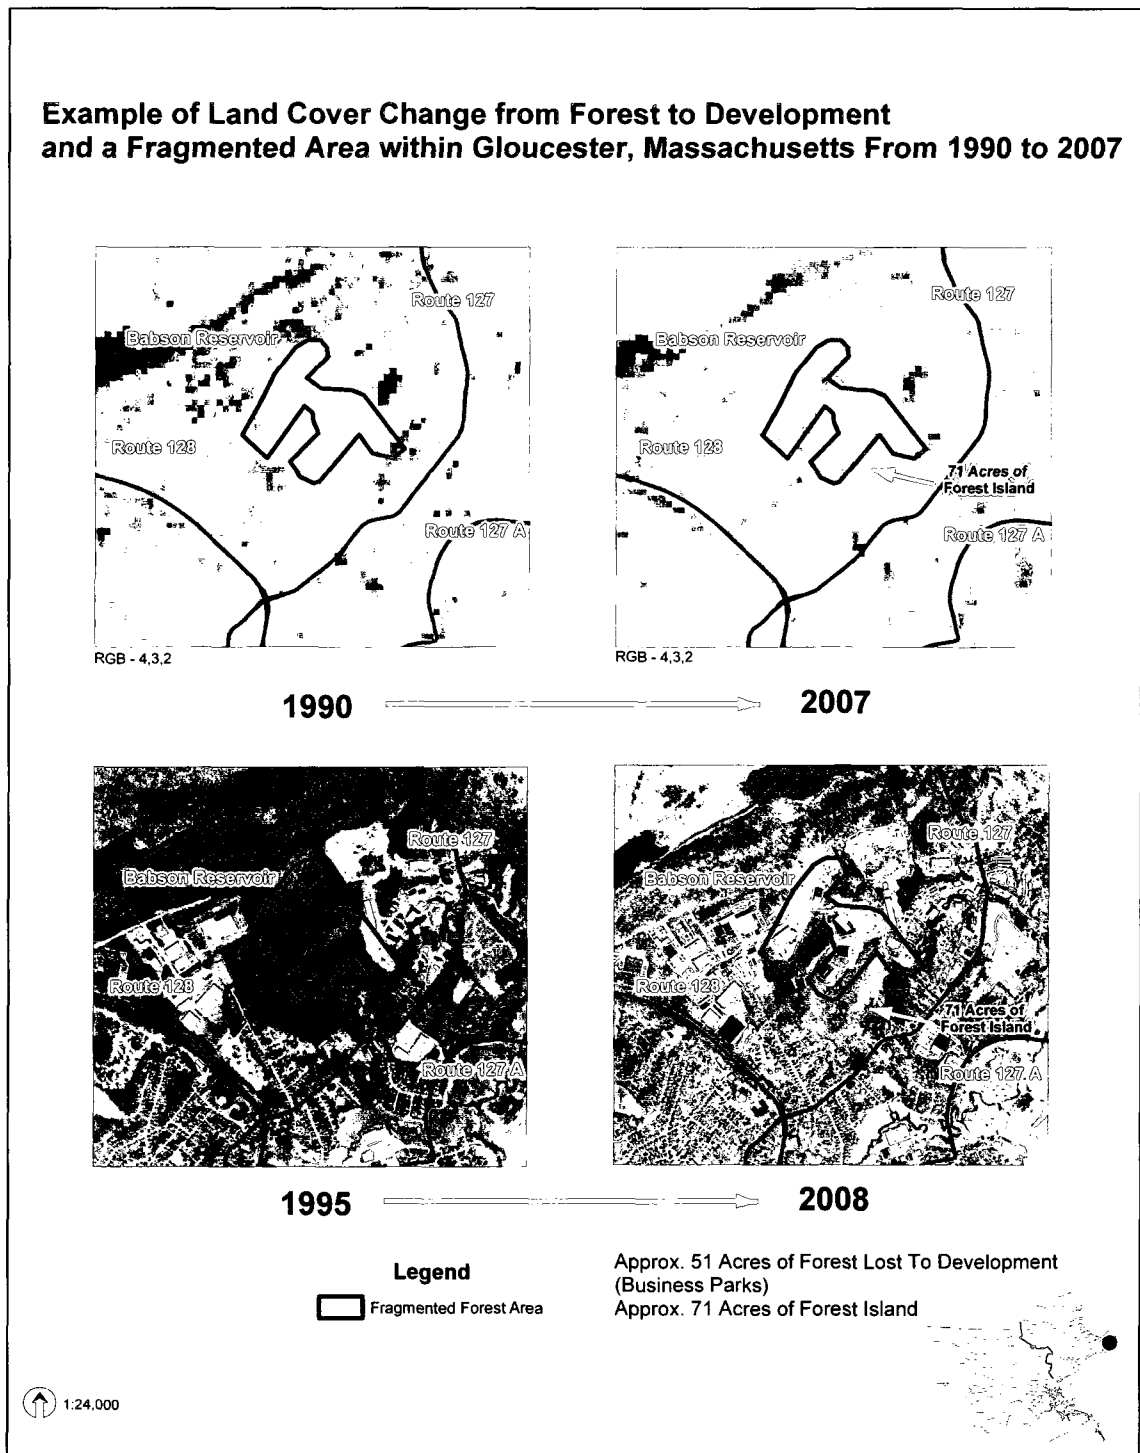 Example of Land Cover Change from Forest to Development
and a Fragmented Area within Gloucester, Massachusetts From 1990 to 2007
Route 127
Babson Reservoir
Route 128
Route 127 A
RGB - 4,3,2
Route 127
Babson Reservoir
Route 128
71 Acres of
Forest Island
Route 127 A
RGB - 4,3,2
1990
2007
Route 127
Babson Reservoir
Route 128
Route 127 A
Route 127
Babson Reservoir
Route 128
71 Acres of
Forest Island
Route 127 A
1995
2008
Legend
Fragmented Forest Area
Approx. 51 Acres of Forest Lost To Development
(Business Parks)
Approx. 71 Acres of Forest Island
1:24,000